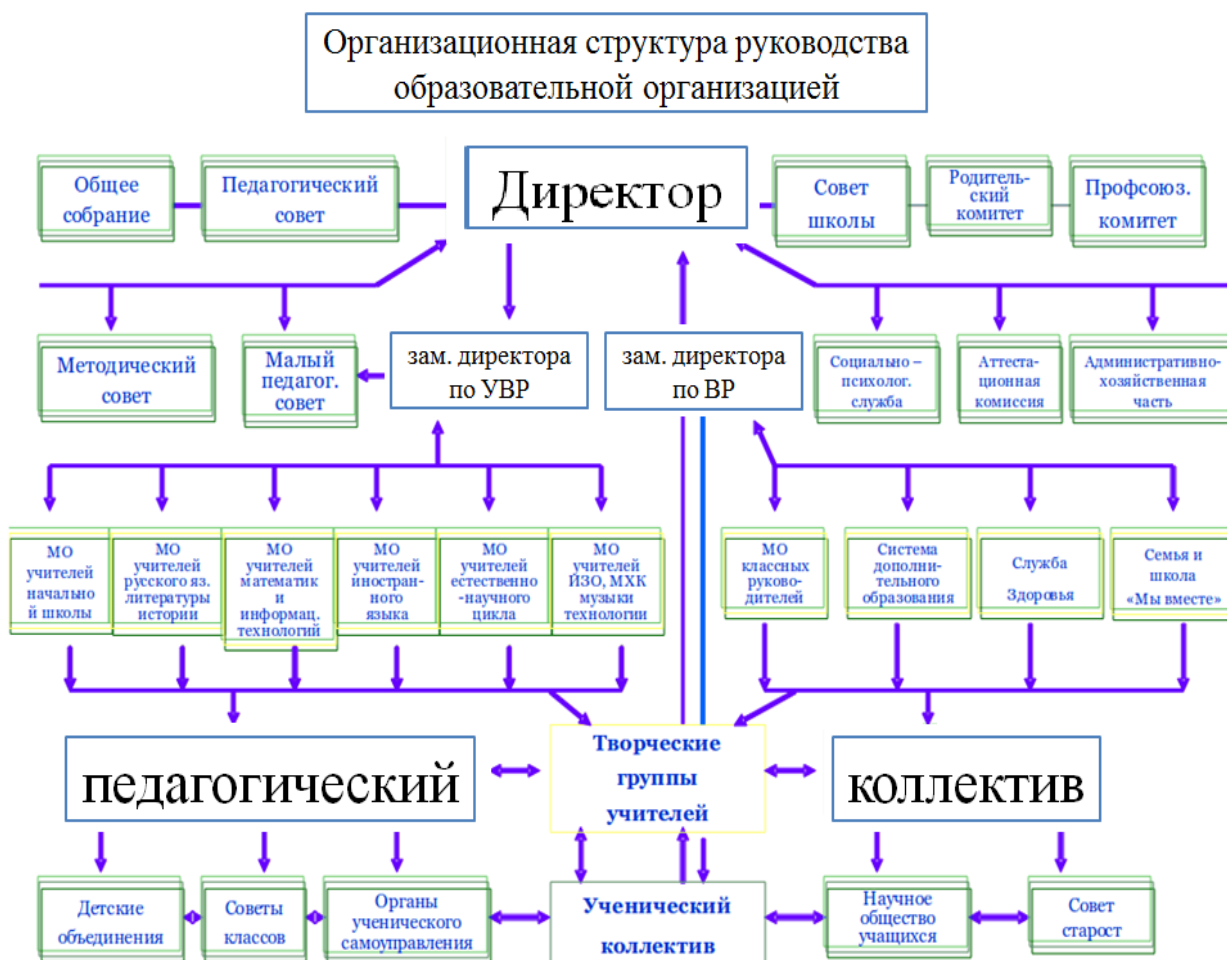 Организационная структура руководства
образовательной организацией
Общее
собрание
Педагогический
совет
Директор
Совет
школы
Родитель-
ский
комитет
Профсоюз.
комитет
Методический
совет
Малый
педагог.
совет
зам. директора
по УВР
зам. директора
по ВР
Социально –
психолог.
служба
Аттеста-
ционная
комиссия
Административно-
хозяйственная
часть
МО
учителей
начально
й школы
МО
учителей
русского яз.
литературы
истории
МО
учителей
математик
и
информац.
технологий
МО
учителей
иностран-
ного
языка
МО
учителей
естественно
-научного
цикла
МО
учителей
ИЗО, МХК
музыки
технологии
МО
классных
руково-
дителей
Система
дополни-
тельного
образования
Служба
Здоровья
Семья и
школа
«Мы вместе»
педагогический
Творческие
группы
учителей
коллектив
Детские
объединения
Советы
классов
Органы
ученического
самоуправления
Ученический
коллектив
Научное
общество
учащихся
Совет
старост